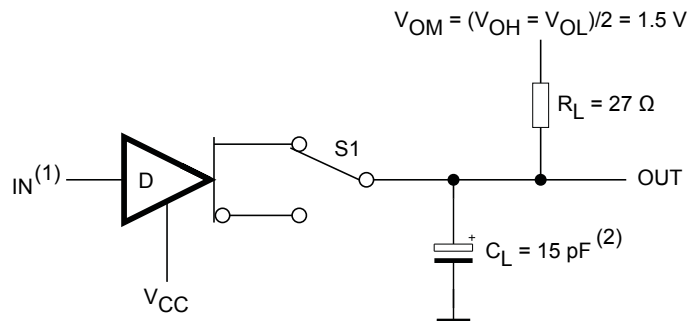 V_OM = (V_OH = V_OL)/2 = 1.5 V
R_L = 27 Ω
S1
D
IN(1)
OUT
+
C_L = 15 pF(2)
V_CC